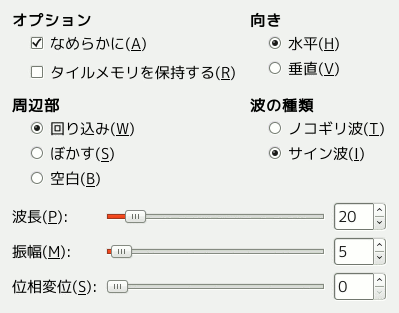 オプション
なめらかに(A)
タイルメモリを保持する(R)
向き
水平(H)
垂直(V)
周辺部
回り込み(W)
ぼかす(S)
空白(B)
波の種類
ノコギリ波(T)
サイン波(I)
波長(P): 20
振幅(M): 5
位相変位(S): 0